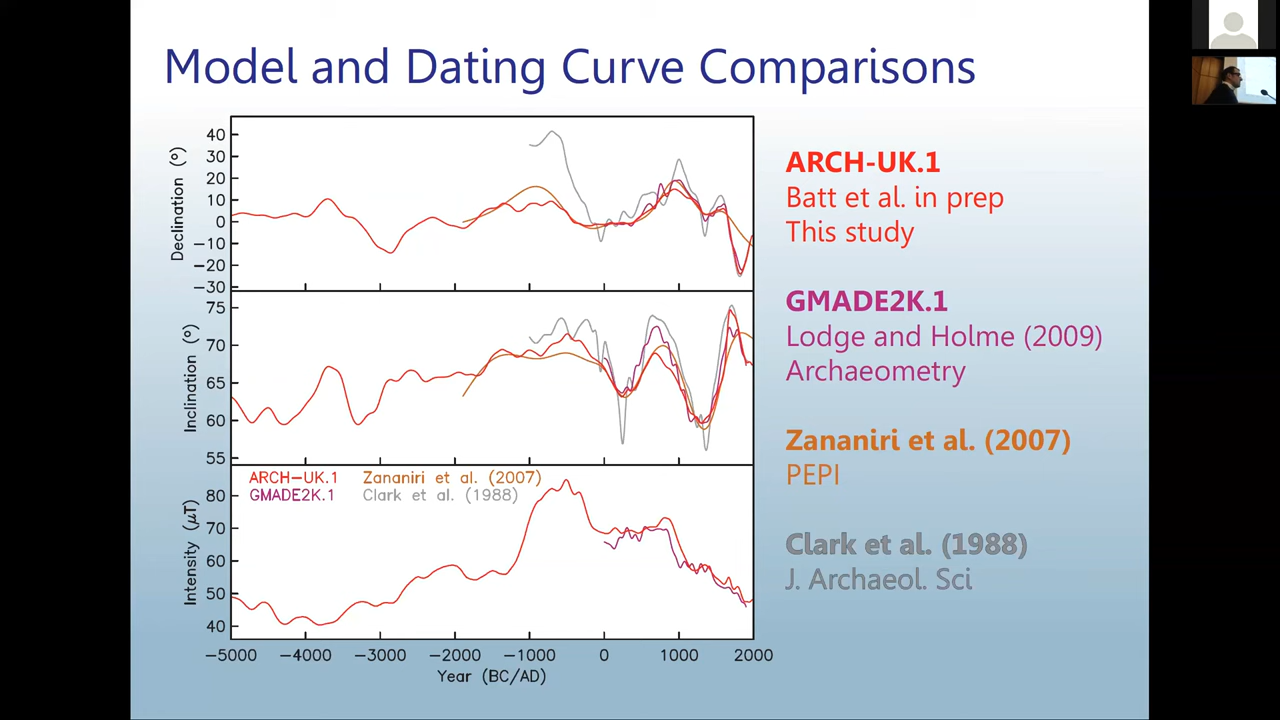 Model and Dating Curve Comparisons
Declination (°)
40
30
20
10
0
−10
−20
−30
Inclination (°)
75
70
65
60
55
Intensity (μT)
80
70
60
50
40
ARCH−UK.1 Zananiri et al. (2007)
GMADE2K.1 Clark et al. (1988)
−5000 −4000 −3000 −2000 −1000 0 1000 2000
Year (BC/AD)
ARCH-UK.1
Batt et al. in prep
This study
GMADE2K.1
Lodge and Holme (2009)
Archaeometry
Zananiri et al. (2007)
PEPI
Clark et al. (1988)
J. Archaeol. Sci